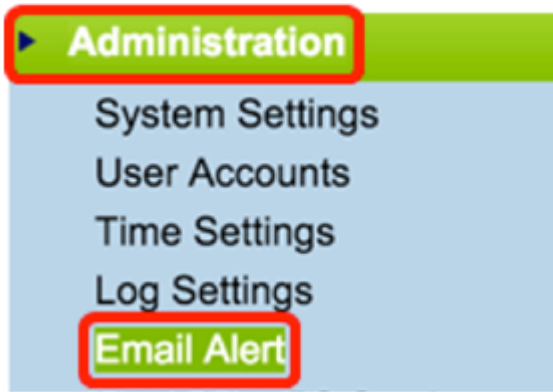 Administration
System Settings
User Accounts
Time Settings
Log Settings
Email Alert